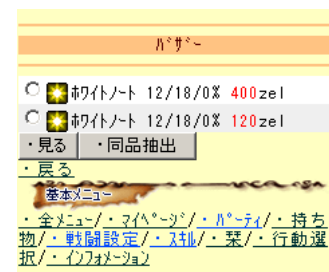 ﾊﾞｻﾞｰ
ﾎﾜｲﾄﾉｰﾄ 12/18/0% 400zel
ﾎﾜｲﾄﾉｰﾄ 12/18/0% 120zel
・見る ・同品抽出
・戻る
基本ﾒﾆｭｰ
・全ﾒﾆｭｰ/・ﾏｲﾍﾟｰｼﾞ/・ﾊﾟｰﾃｨ/・持ち
物/・戦闘設定/・ｽｷﾙ/・栞/・行動選
択/・ｲﾝﾌｫﾒｰｼｮﾝ